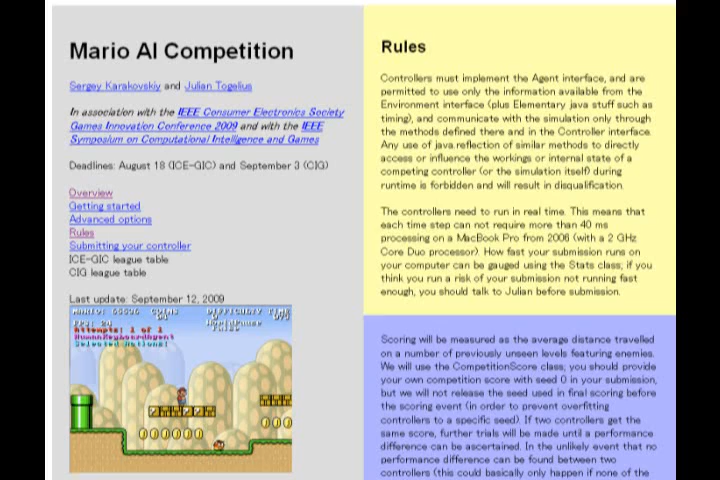 Mario AI Competition
Sergey Karakovskiy and Julian Togelius
In association with the IEEE Consumer Electronics Society
Games Innovation Conference 2009 and with the IEEE
Symposium on Computational Intelligence and Games
Deadlines: August 18 (ICE-GIC) and September 3 (CIG)
Overview
Getting started
Advanced options
Rules
Submitting your controller
ICE-GIC league table
CIG league table
Last update: September 12, 2009
Attempts: 1 of 1
HumanKeyboardAgent
Selected Actions:
Rules
Controllers must implement the Agent interface, and are
permitted to use only the information available from the
Environment interface (plus Elementary java stuff such as
timing), and communicate with the simulation only through
the methods defined there and in the Controller interface.
Any use of java.reflection of similar methods to directly
access or influence the workings or internal state of a
competing controller (or the simulation itself) during
runtime is forbidden and will result in disqualification.
The controllers need to run in real time. This means that
each time step can not require more than 40 ms
processing on a MacBook Pro from 2006 (with a 2 GHz
Core Duo processor). How fast your submission runs on
your computer can be gauged using the Stats class; if you
think you run a risk of your submission not running fast
enough, you should talk to Julian before submission.
Scoring will be measured as the average distance travelled
on a number of previously unseen levels featuring enemies.
We will use the CompetitionScore class; you should provide
your own competition score with seed 0 in your submission,
but we will not release the seed used in final scoring before
the scoring event (in order to prevent overfitting
controllers to a specific seed). If two controllers get the
same score, further trials will be made until a performance
difference can be ascertained. In the unlikely event that no
performance difference can be found between two
controllers (this could basically only happen if none of the